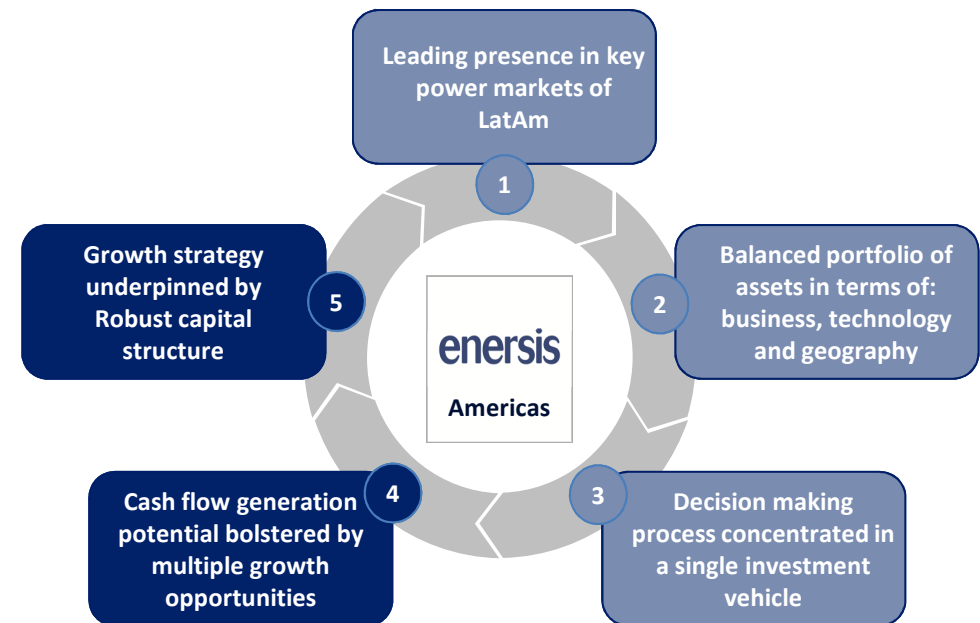 Leading presence in key
power markets of
LatAm
1
Balanced portfolio of
assets in terms of:
business, technology
and geography
2
Decision making
process concentrated in
a single investment
vehicle
3
Cash flow generation
potential bolstered by
multiple growth
opportunities
4
Growth strategy
underpinned by
Robust capital
structure
5
enersis
Americas